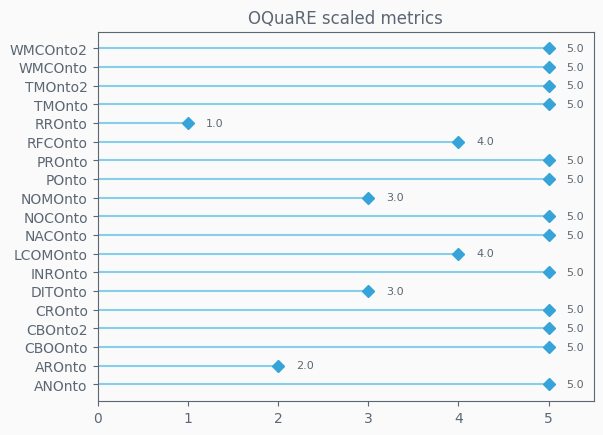 OQuaRE scaled metrics
WMCOnto2 5.0
WMCOnto 5.0
TMOnto2 5.0
TMOnto 5.0
RROnto 1.0
RFCOnto 4.0
PROnto 5.0
POnto 5.0
NOMOnto 3.0
NOCOnto 5.0
NACOnto 5.0
LCOMOnto 4.0
INROnto 5.0
DITOnto 3.0
CROnto 5.0
CBOnto2 5.0
CBOOnto 5.0
AROnto 2.0
ANOnto 5.0
0 1 2 3 4 5